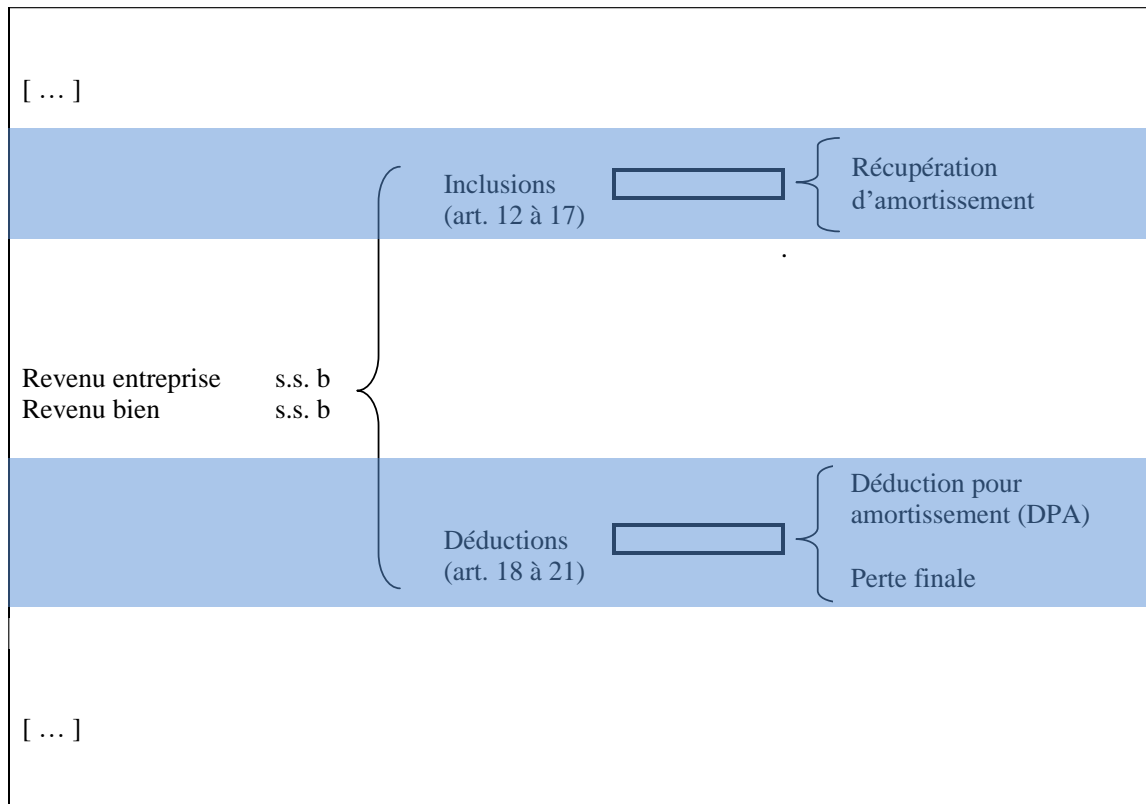 [ … ]
Inclusions
(art. 12 à 17)
Récupération
d’amortissement
.
Revenu entreprise s.s. b
Revenu bien s.s. b
Déductions
(art. 18 à 21)
Déduction pour
amortissement (DPA)
Perte finale
[ … ]